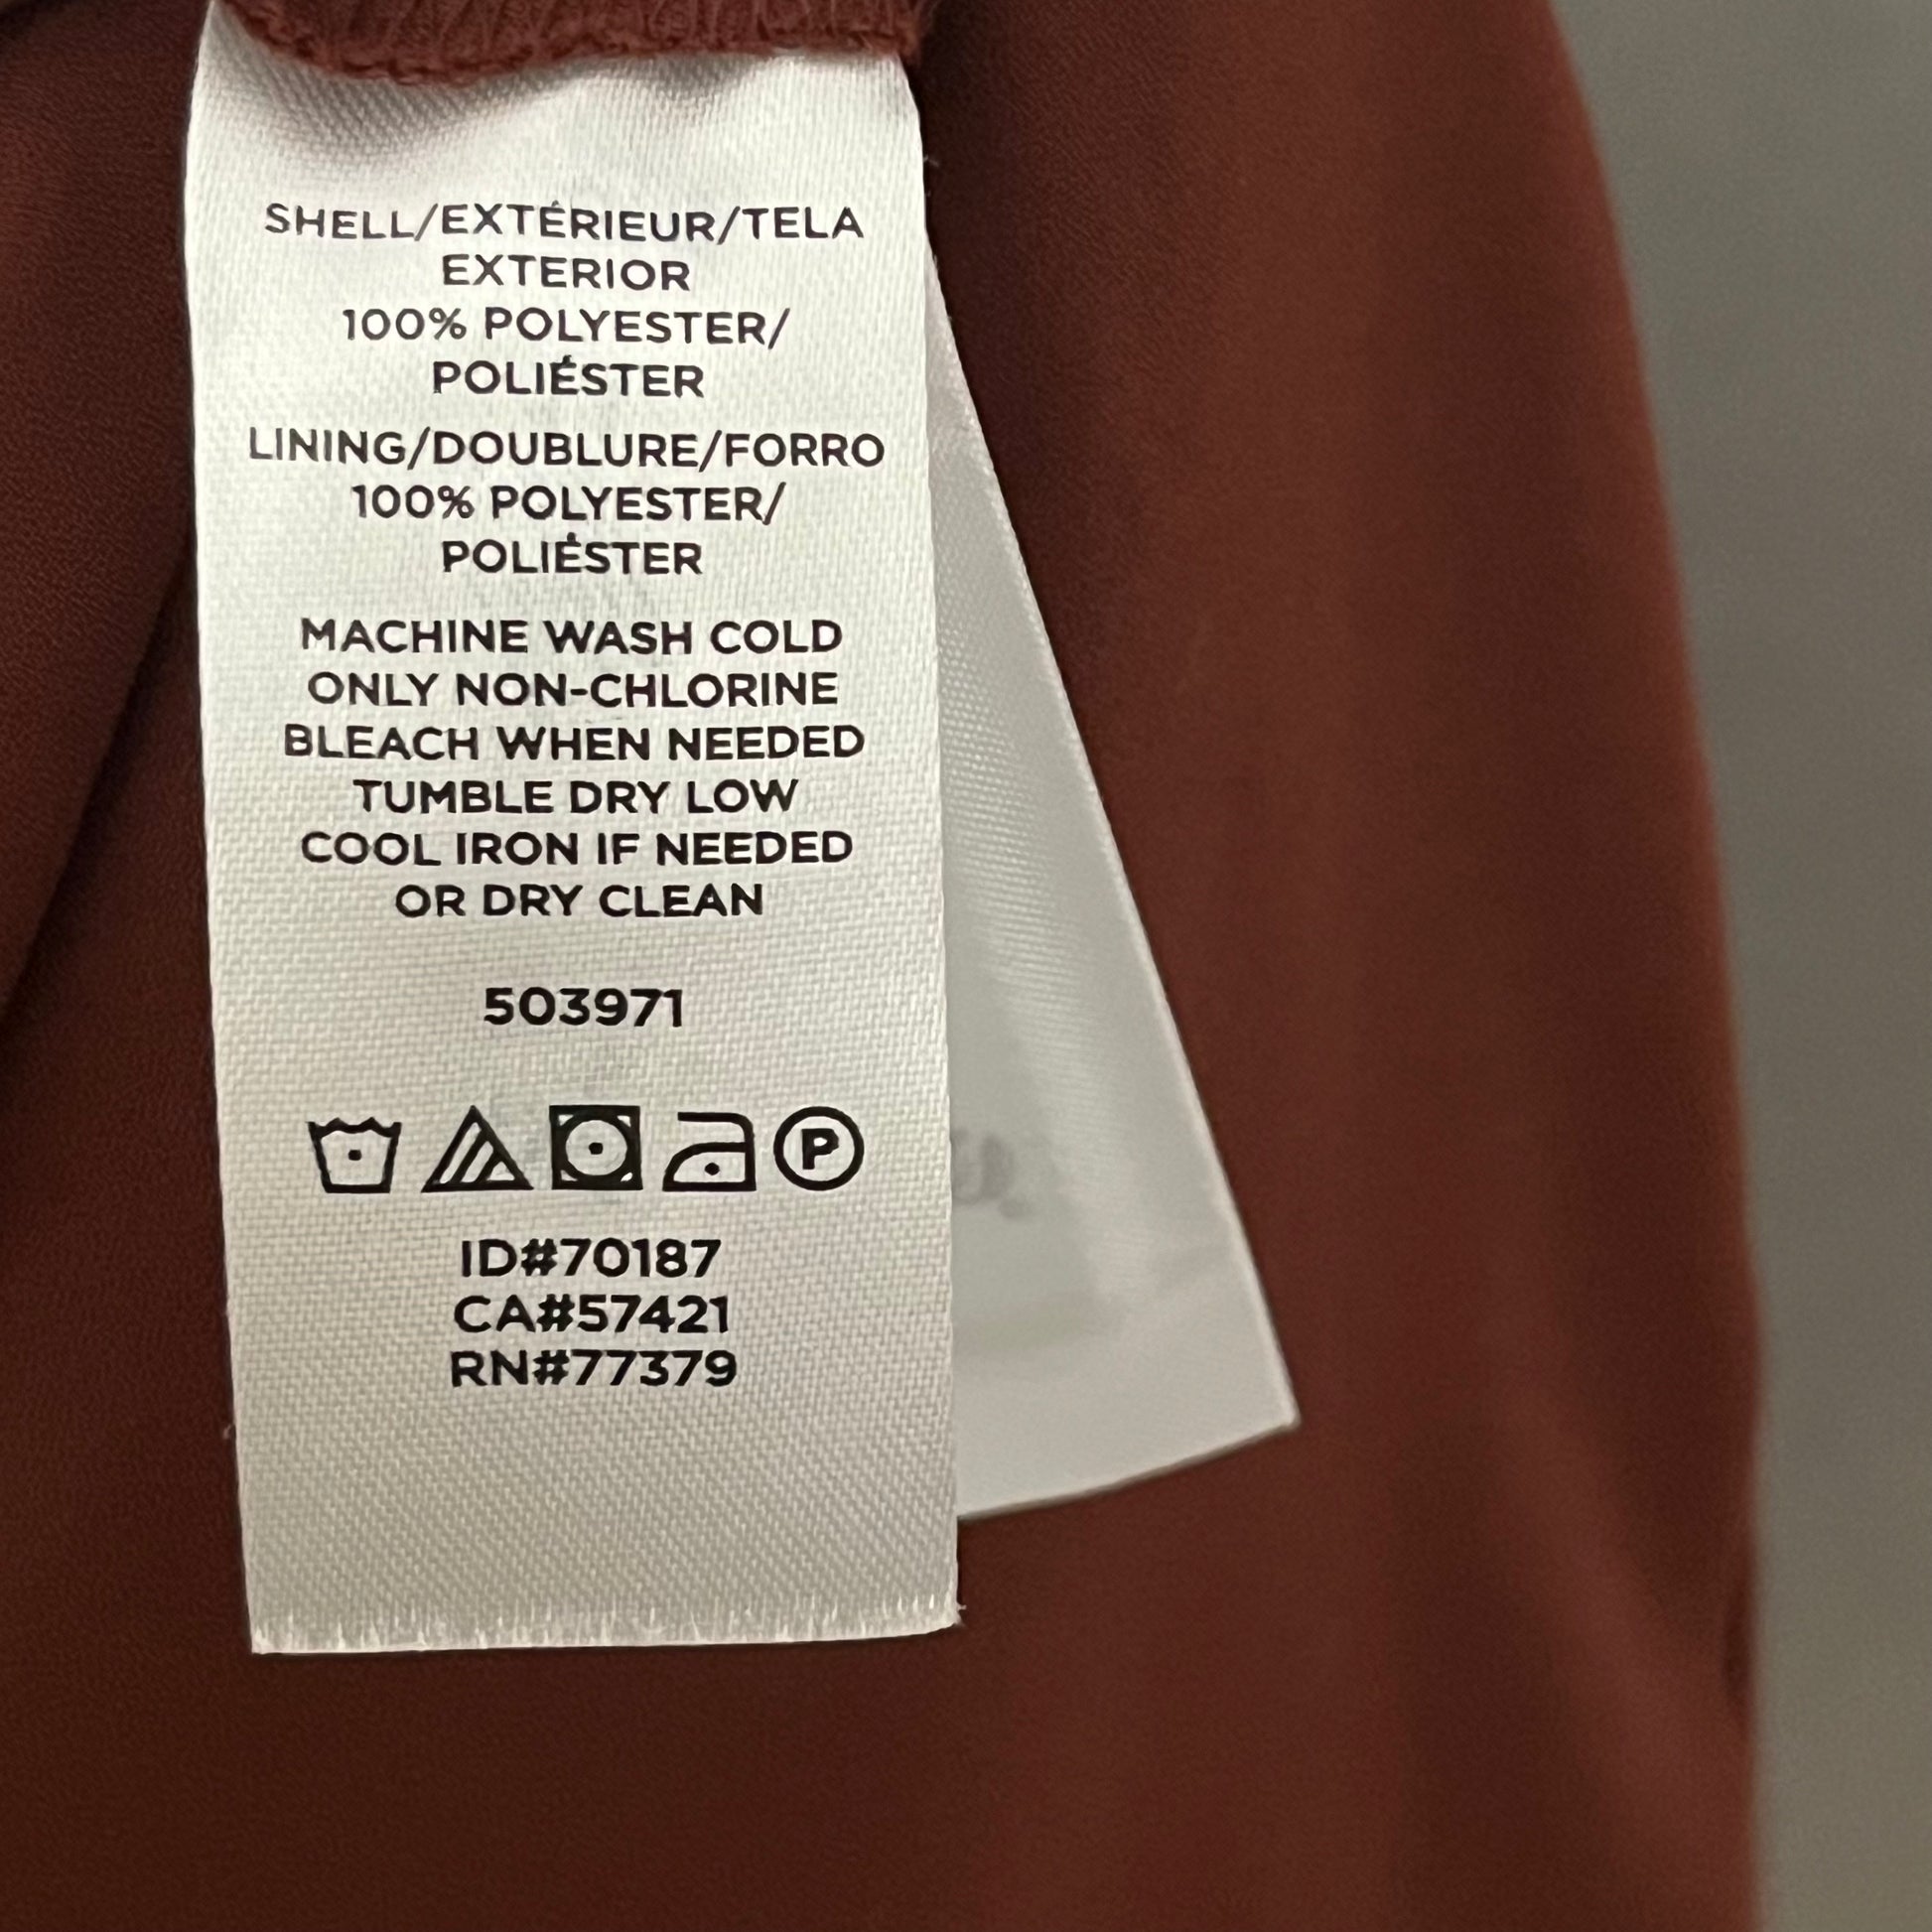 SHELL/EXTÉRIEUR/TELA
EXTERIOR
100% POLYESTER/
POLIÉSTER
LINING/DOUBLURE/FORRO
100% POLYESTER/
POLIÉSTER
MACHINE WASH COLD
ONLY NON-CHLORINE
BLEACH WHEN NEEDED
TUMBLE DRY LOW
COOL IRON IF NEEDED
OR DRY CLEAN
503971
P
ID#70187
CA#57421
RN#77379